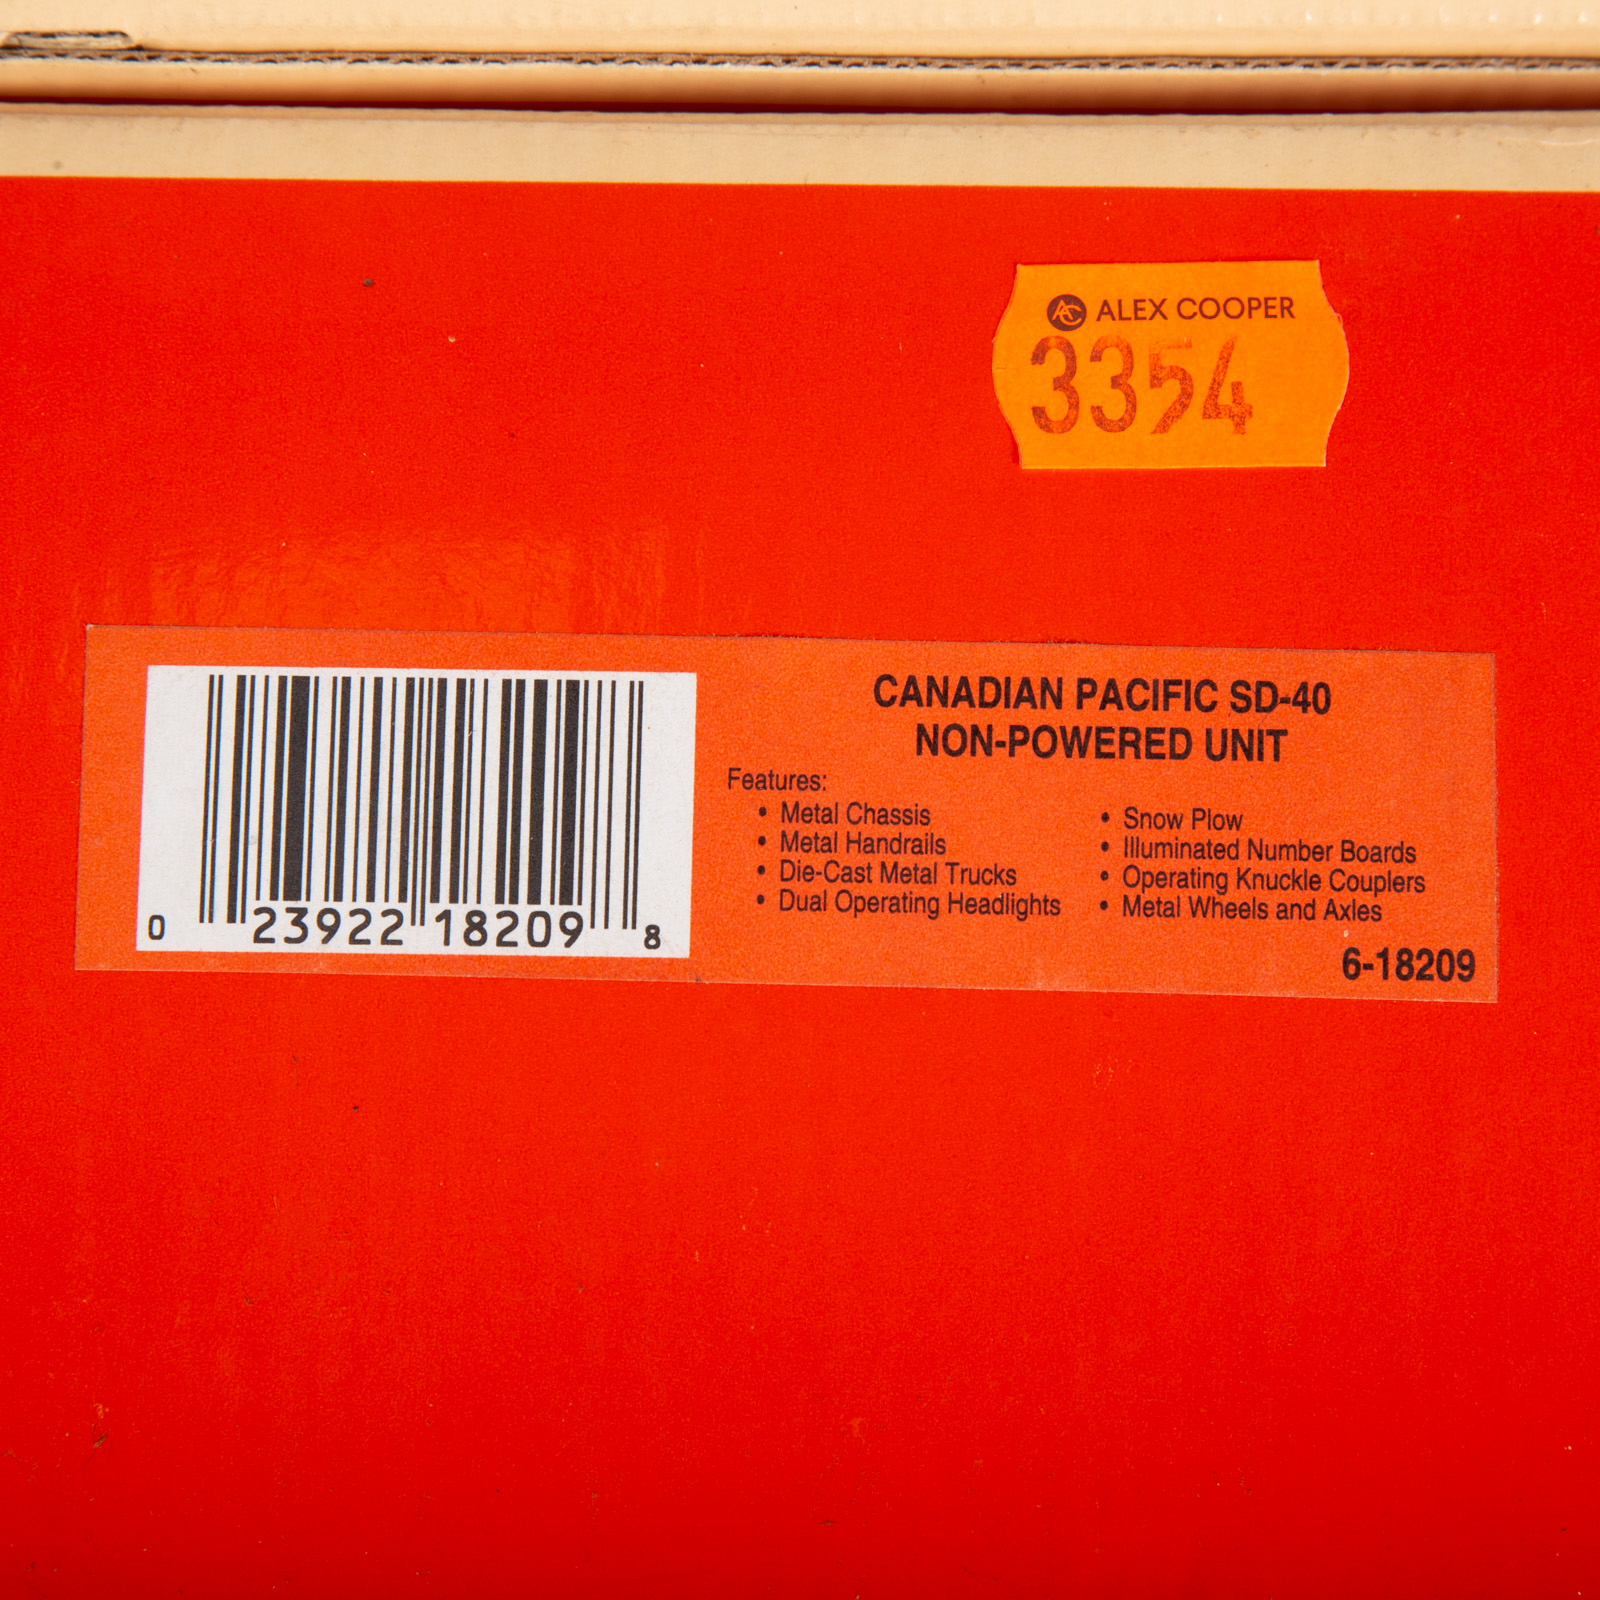 AC ALEX COOPER
3354
CANADIAN PACIFIC SD-40
NON-POWERED UNIT
Features:
• Metal Chassis
• Metal Handrails
• Die-Cast Metal Trucks
• Dual Operating Headlights
• Snow Plow
• Illuminated Number Boards
• Operating Knuckle Couplers
• Metal Wheels and Axles
6-18209
0 23922 18209 8